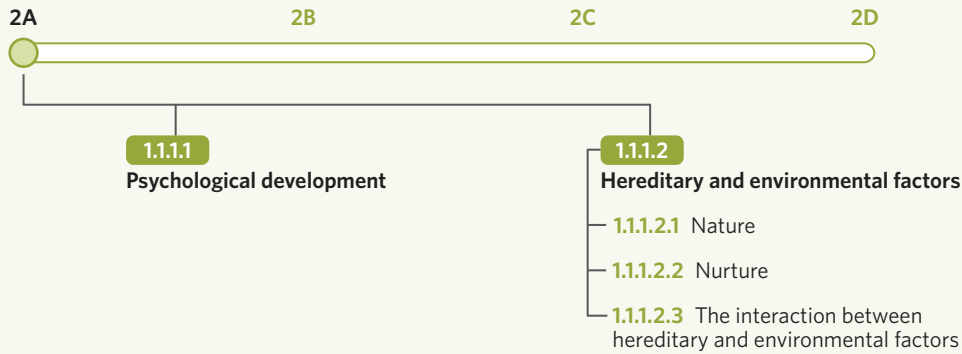 2A 2B 2C 2D
1.1.1.1
Psychological development
1.1.1.2
Hereditary and environmental factors
1.1.1.2.1 Nature
1.1.1.2.2 Nurture
1.1.1.2.3 The interaction between
hereditary and environmental factors